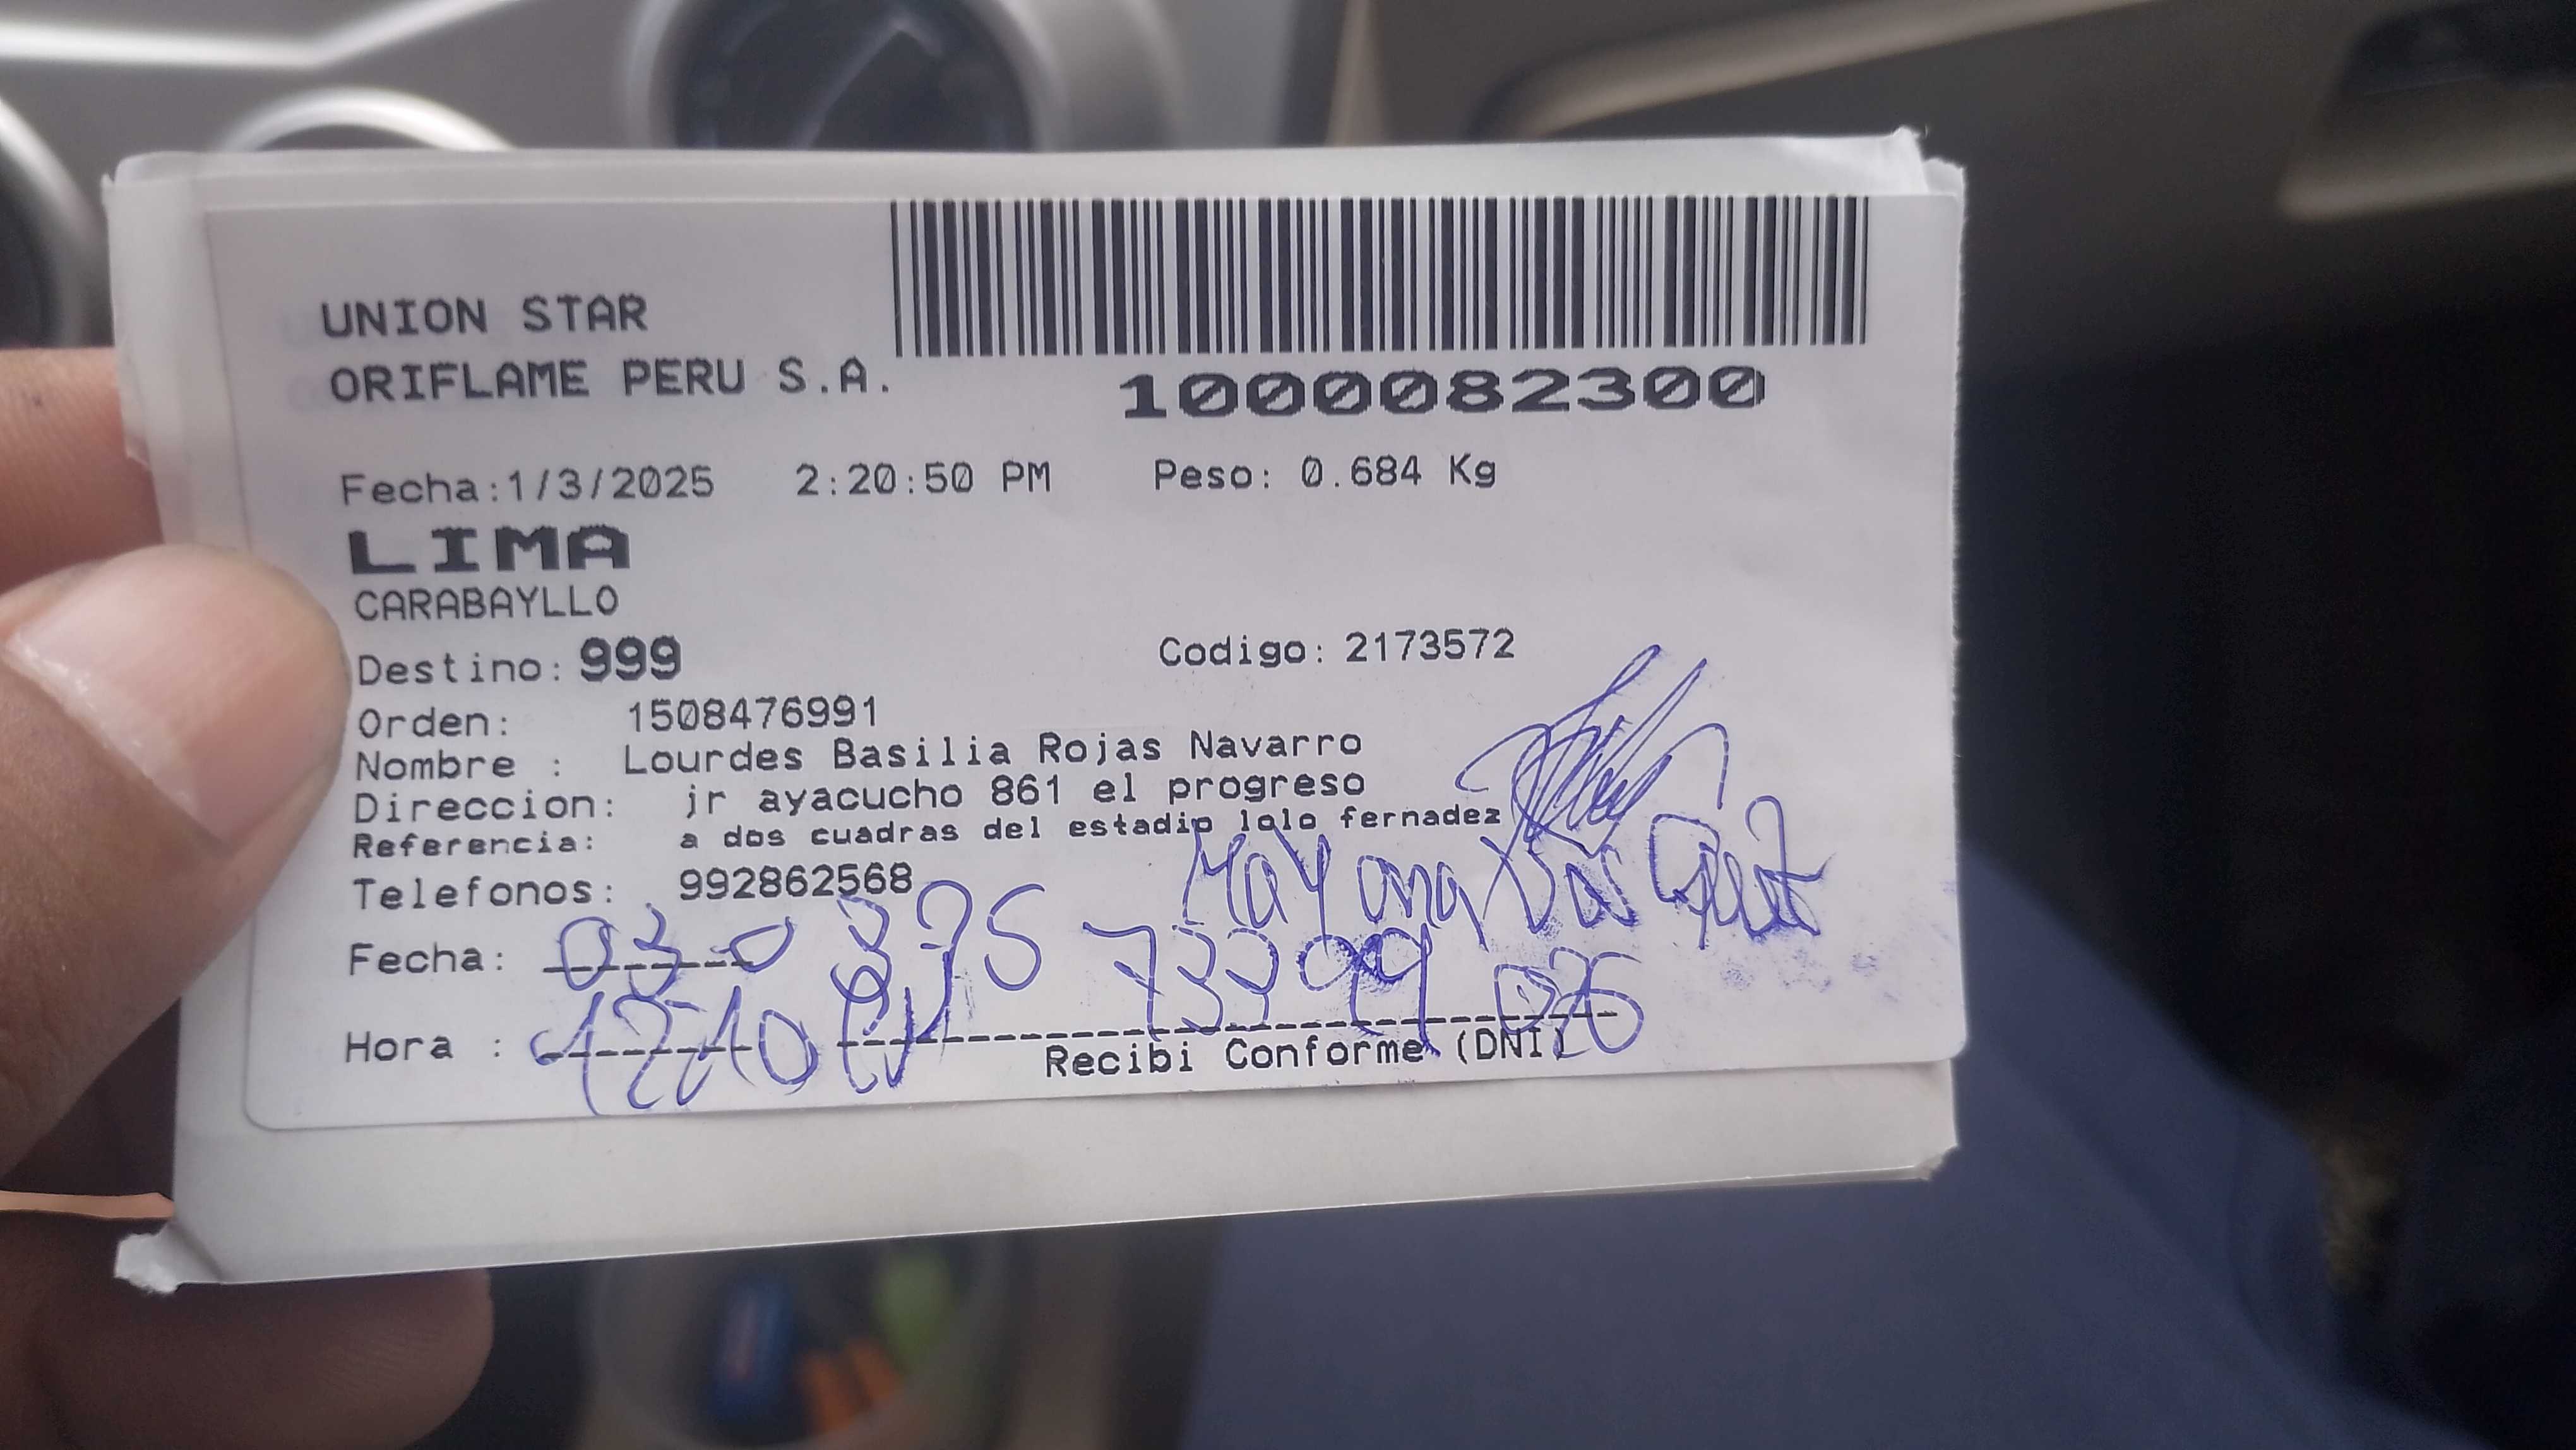 UNION STAR
ORIFLAME PERU S.A.
1000082300
Fecha:1/3/2025 2:20:50 PM Peso: 0.684 Kg
LIMA
CARABAYLLO
Destino: 999 Codigo: 2173572
Orden: 1508476991
Nombre : Lourdes Basilia Rojas Navarro
Direccion: jr ayacucho 861 el progreso
Referencia: a dos cuadras del estadio lolo fernadez
Telefonos: 992862568
Mayona
Fecha:
Hora :
Recibi Conforme (DNI)